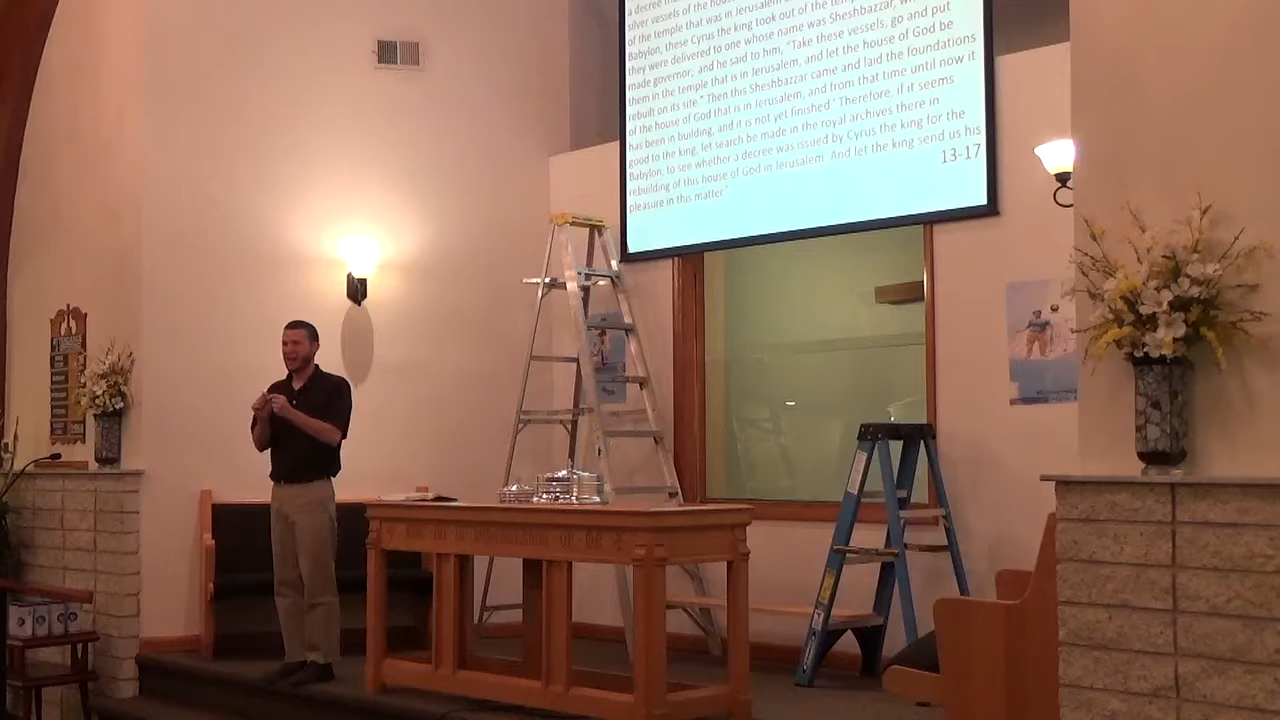 a decree
silver vessels of the house
of the temple that was in Jerusalem
Babylon, these Cyrus the king took out of the temple
they were delivered to one whose name was Sheshbazzar,
made governor; and he said to him, "Take these vessels, go and put
them in the temple that is in Jerusalem, and let the house of God be
rebuilt on its site." Then this Sheshbazzar came and laid the foundations
of the house of God that is in Jerusalem, and from that time until now it
has been in building, and it is not yet finished.' Therefore, if it seems
good to the king, let search be made in the royal archives there in
Babylon, to see whether a decree was issued by Cyrus the king for the
rebuilding of this house of God in Jerusalem. And let the king send us his
pleasure in this matter"
13-17